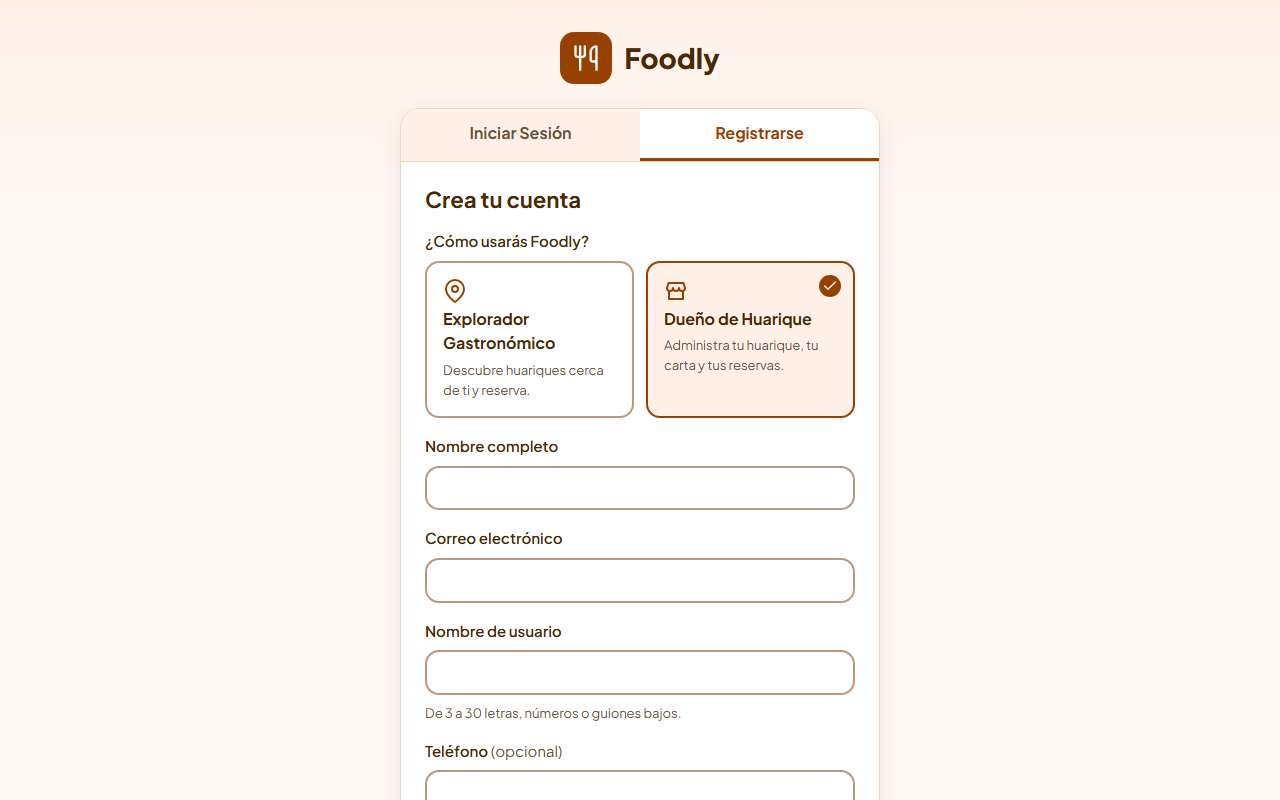 Foodly
Iniciar Sesión
Registrarse
Crea tu cuenta
¿Cómo usarás Foodly?
Explorador
Gastronómico
Descubre huariques cerca
de ti y reserva.
Dueño de Huarique
Administra tu huarique, tu
carta y tus reservas.
Nombre completo
Correo electrónico
Nombre de usuario
De 3 a 30 letras, números o guiones bajos.
Teléfono (opcional)